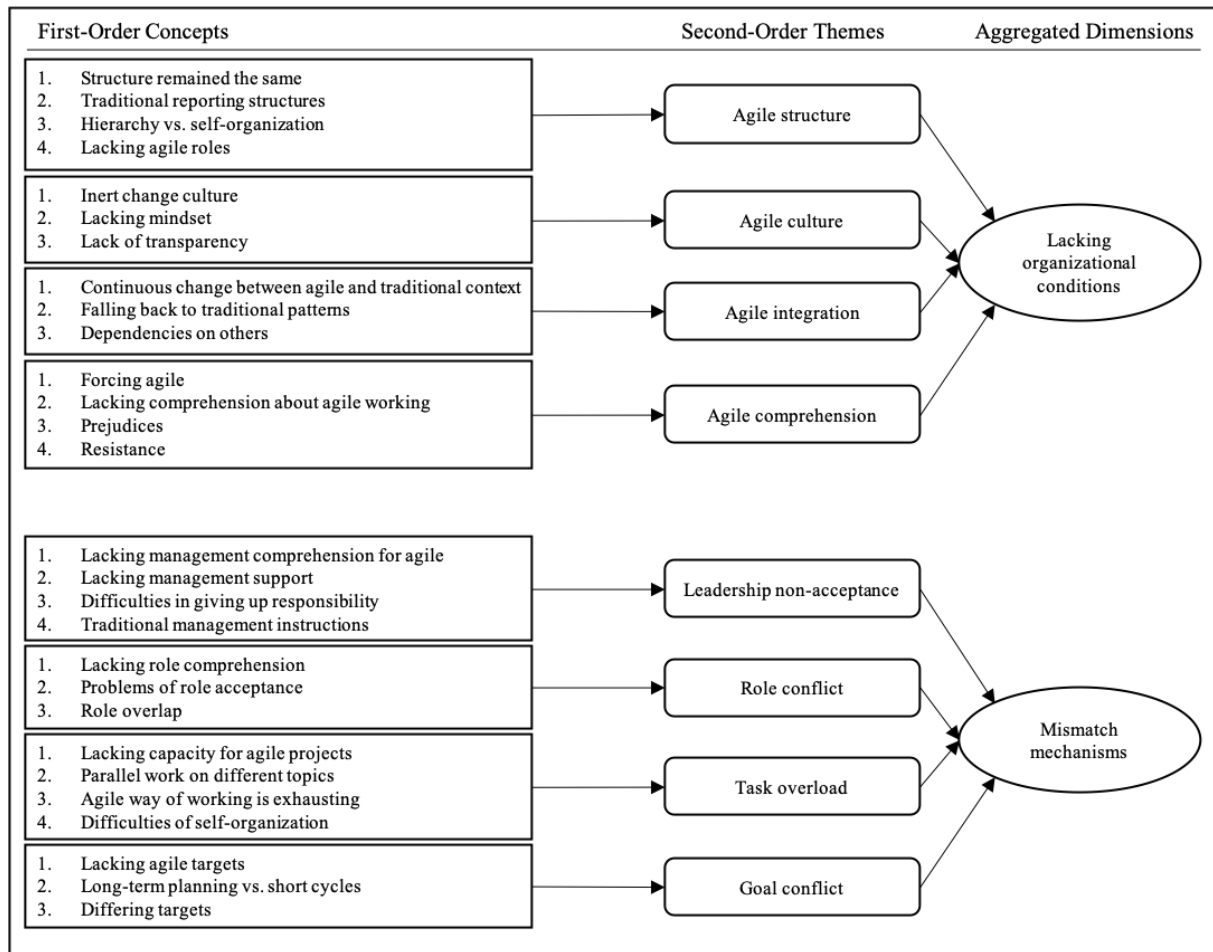 First-Order Concepts
Second-Order Themes
Aggregated Dimensions
1. Structure remained the same
2. Traditional reporting structures
3. Hierarchy vs. self-organization
4. Lacking agile roles
Agile structure
1. Inert change culture
2. Lacking mindset
3. Lack of transparency
Agile culture
1. Continuous change between agile and traditional context
2. Falling back to traditional patterns
3. Dependencies on others
Agile integration
1. Forcing agile
2. Lacking comprehension about agile working
3. Prejudices
4. Resistance
Agile comprehension
Lacking
organizational
conditions
1. Lacking management comprehension for agile
2. Lacking management support
3. Difficulties in giving up responsibility
4. Traditional management instructions
Leadership non-acceptance
1. Lacking role comprehension
2. Problems of role acceptance
3. Role overlap
Role conflict
1. Lacking capacity for agile projects
2. Parallel work on different topics
3. Agile way of working is exhausting
4. Difficulties of self-organization
Task overload
1. Lacking agile targets
2. Long-term planning vs. short cycles
3. Differing targets
Goal conflict
Mismatch
mechanisms